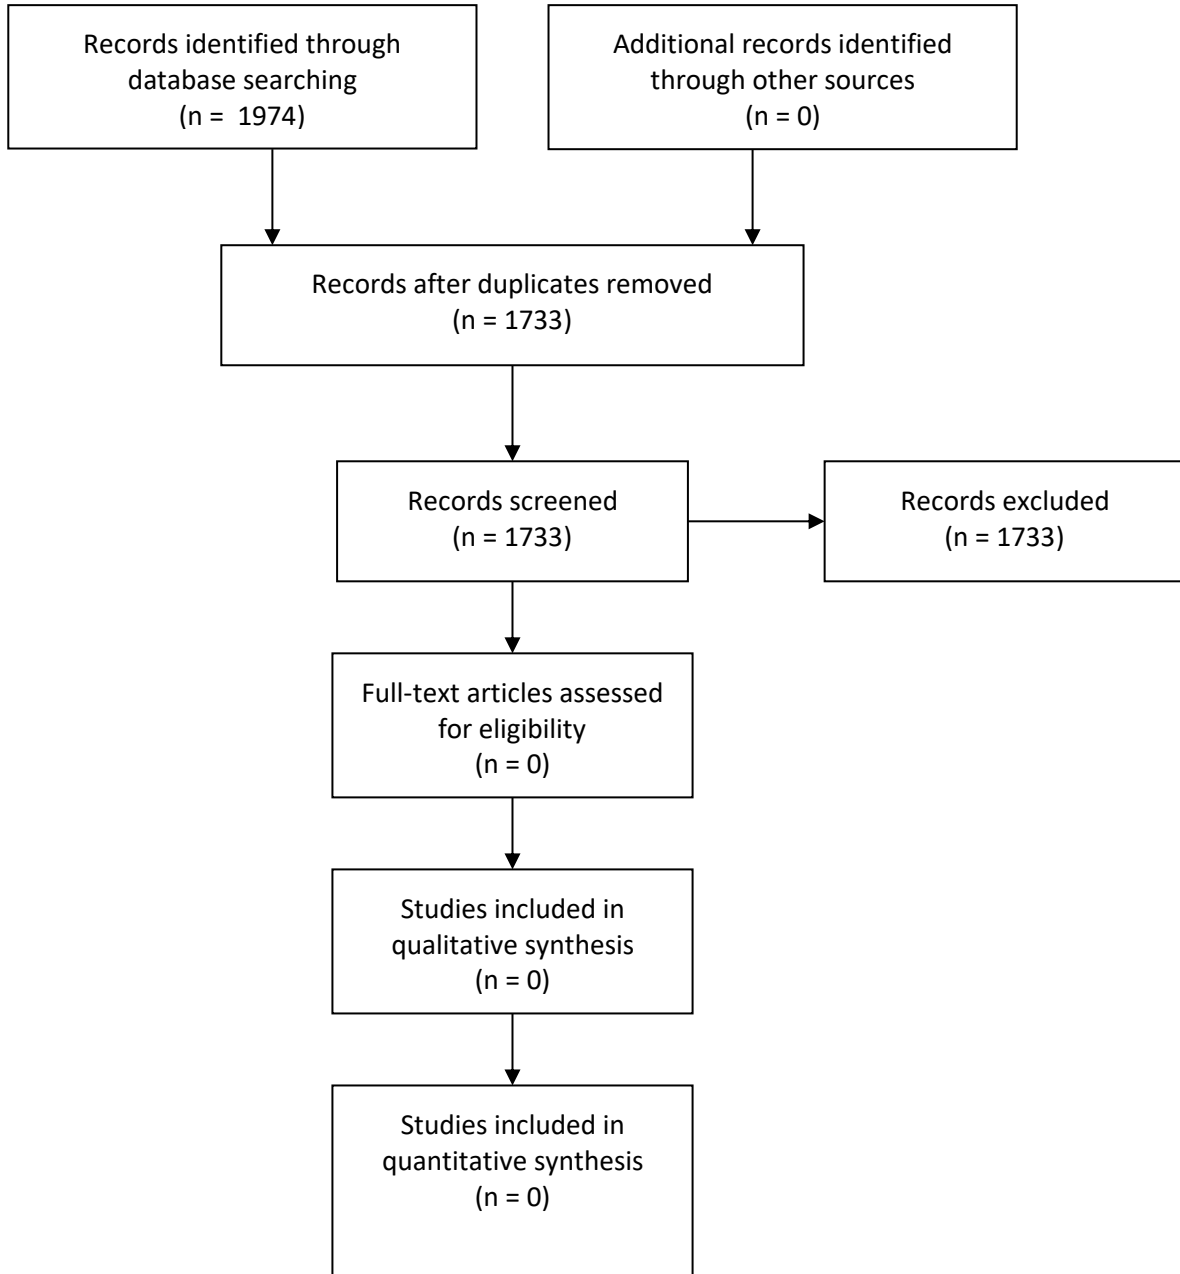 Records identified through
database searching
(n =  1974)
Additional records identified
through other sources
(n = 0)
Records after duplicates removed
(n = 1733)
Records screened
(n = 1733)
Records excluded
(n = 1733)
Full-text articles assessed
for eligibility
(n = 0)
Studies included in
qualitative synthesis
(n = 0)
Studies included in
quantitative synthesis
(n = 0)